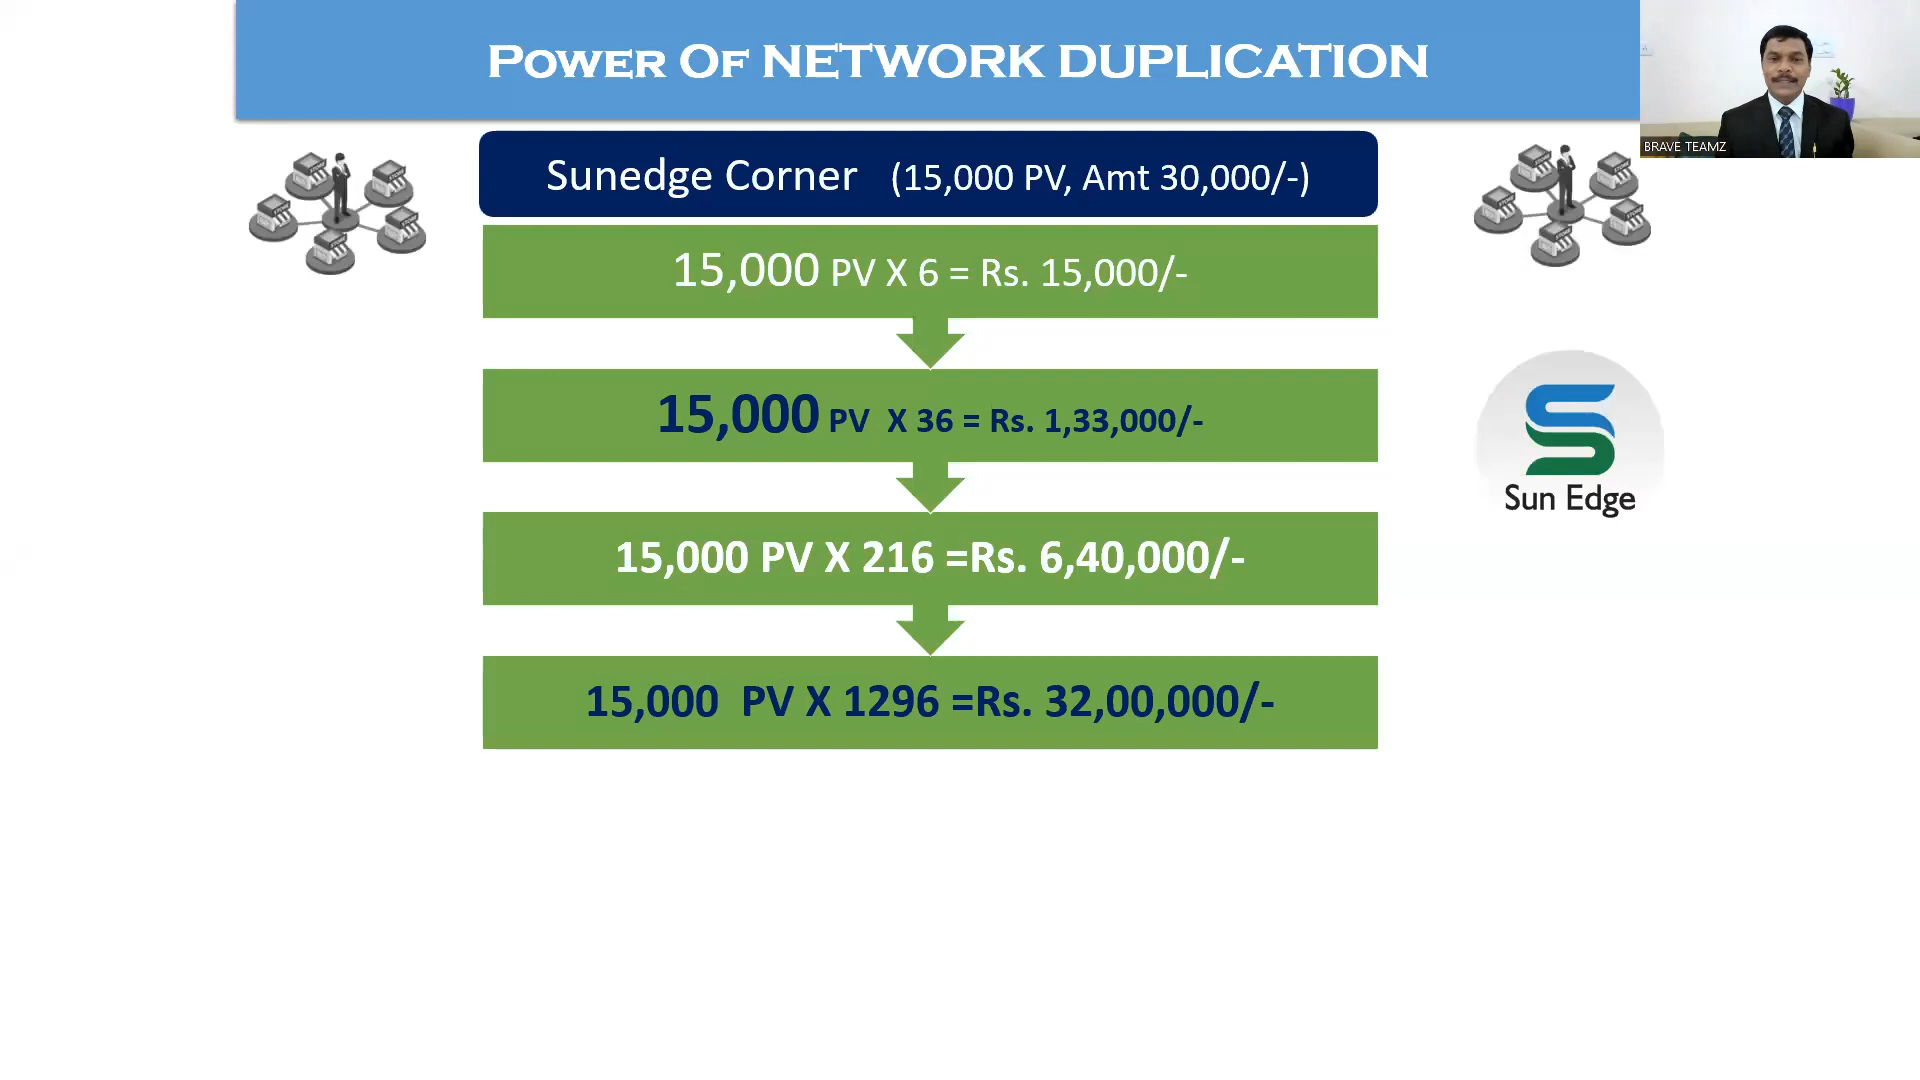 POWER OF NETWORK DUPLICATION
BRAVE TEAMZ
Sunedge Corner (15,000 PV, Amt 30,000/-)
15,000 PV X 6 = Rs. 15,000/-
15,000 PV X 36 = Rs. 1,33,000/-
15,000 PV X 216 =Rs. 6,40,000/-
15,000 PV X 1296 =Rs. 32,00,000/-
Sun Edge